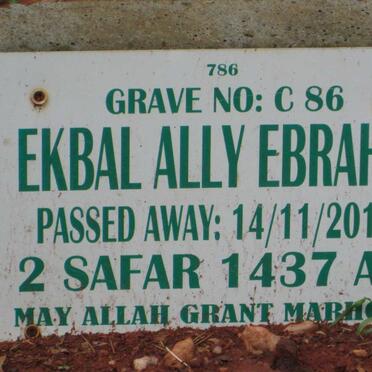 786
GRAVE NO: C 86
EKBAL ALLY EBRAH
PASSED AWAY: 14/11/201
2 SAFAR 1437 A
MAY ALLAH GRANT MARHO